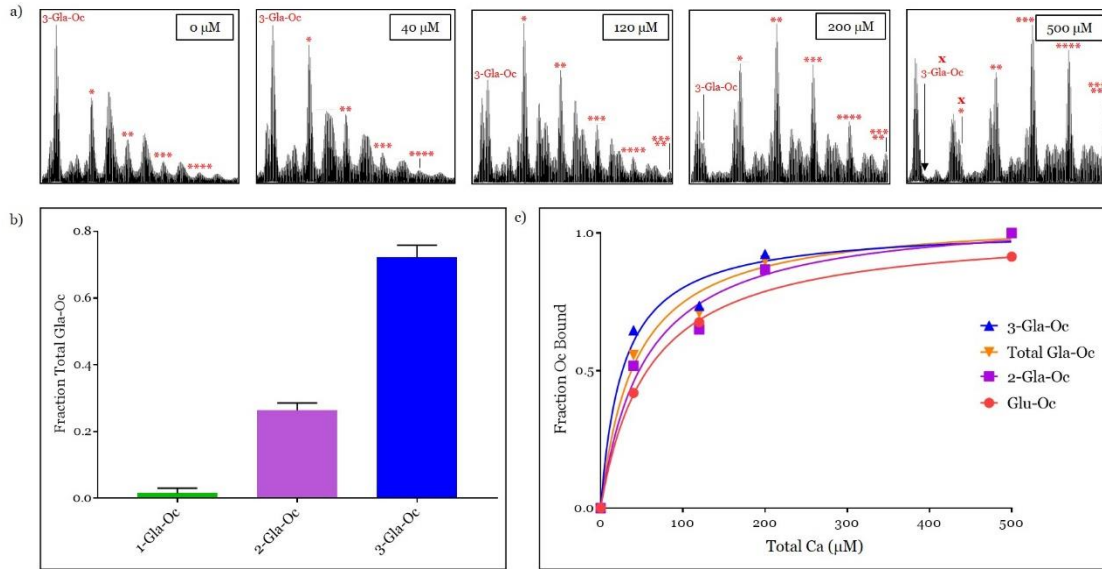 a)
3-Gla-Oc
0 µM
*
**
***
****
3-Gla-Oc
40 µM
*
**
***
****
3-Gla-Oc
120 µM
*
**
***
****
***
**
3-Gla-Oc
200 µM
*
**
***
****
***
**
500 µM
x
3-Gla-Oc
x
*
**
***
****
***
**
b)
Fraction Total Gla-Oc
0.8
0.6
0.4
0.2
0.0
1-Gla-Oc
2-Gla-Oc
3-Gla-Oc
c)
Fraction Oc Bound
1.0
0.5
0.0
0
100
200
300
400
500
Total Ca (µM)
3-Gla-Oc
Total Gla-Oc
2-Gla-Oc
Glu-Oc